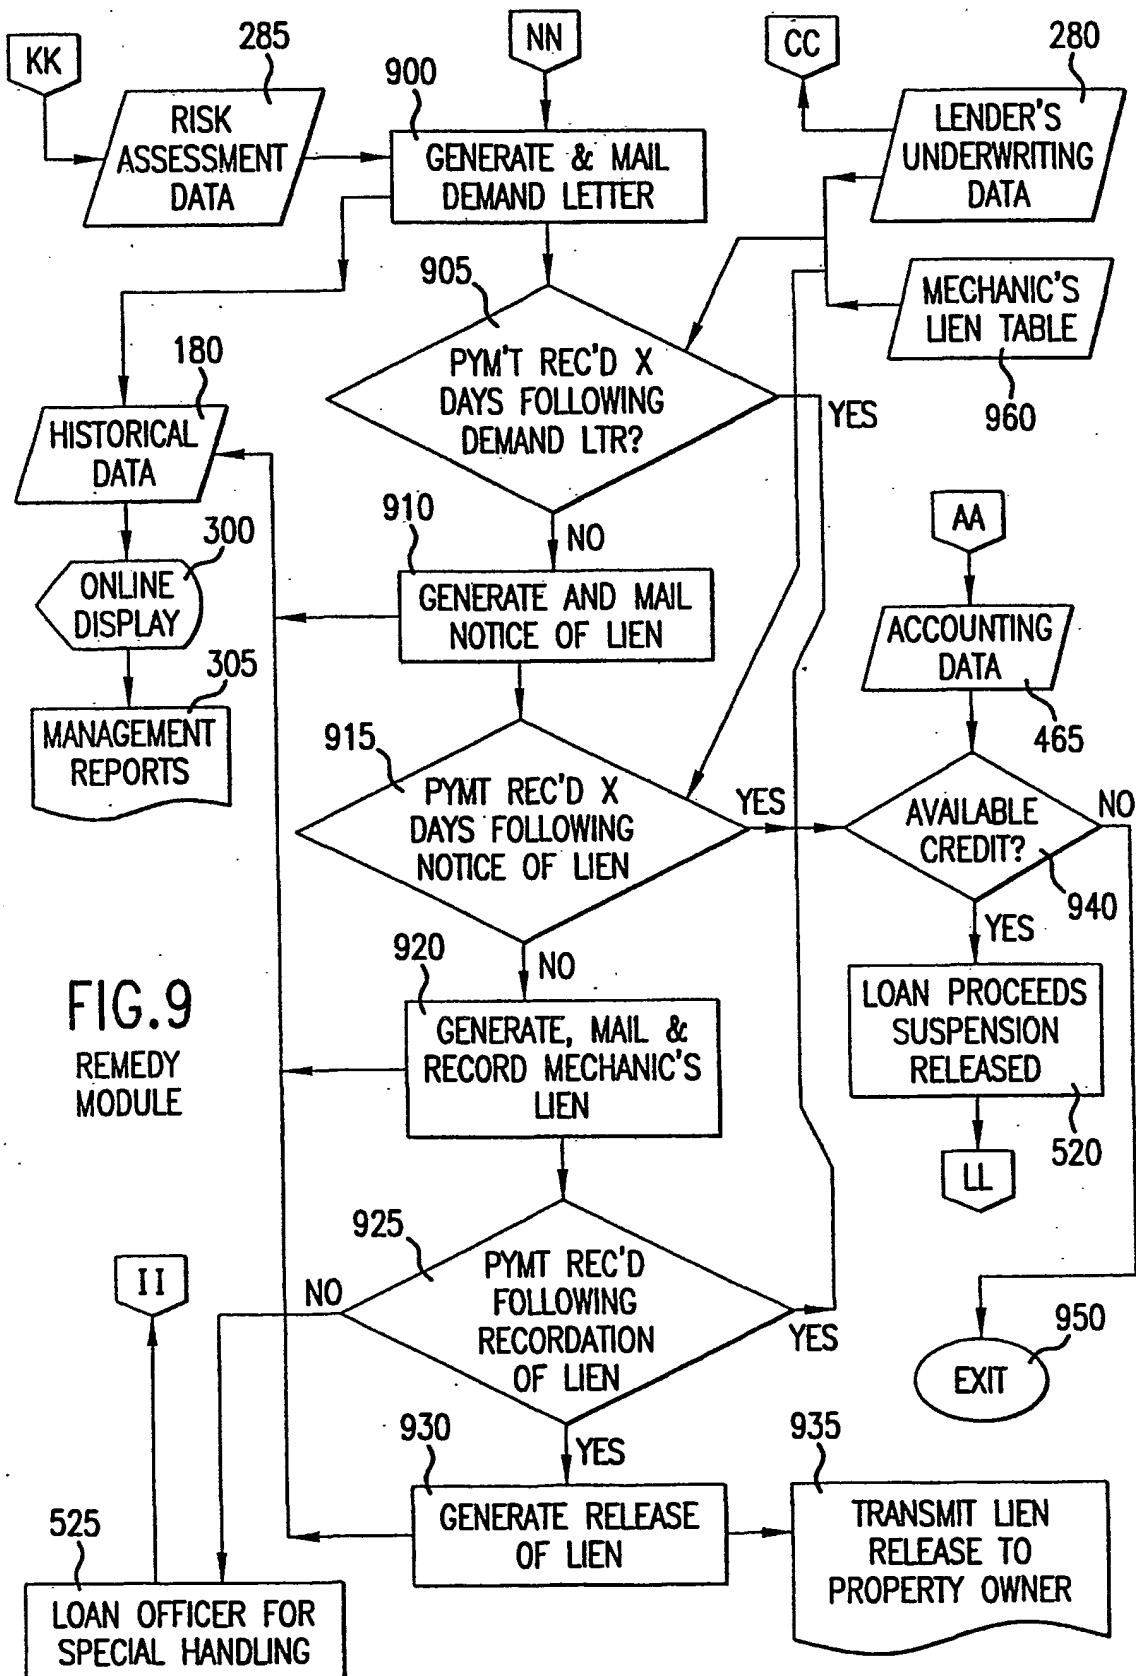 KK
285
NN
CC
280
900
RISK
ASSESSMENT
DATA
GENERATE & MAIL
DEMAND LETTER
LENDER'S
UNDERWRITING
DATA
905
MECHANIC'S
LIEN TABLE
960
180
PYM'T REC'D X
DAYS FOLLOWING
DEMAND LTR?
YES
HISTORICAL
DATA
910
NO
AA
300
ONLINE
DISPLAY
GENERATE AND MAIL
NOTICE OF LIEN
ACCOUNTING
DATA
465
305
MANAGEMENT
REPORTS
915
PYMT REC'D X
DAYS FOLLOWING
NOTICE OF LIEN
YES
AVAILABLE
CREDIT?
NO
940
YES
920
NO
FIG.9
REMEDY
MODULE
GENERATE, MAIL &
RECORD MECHANIC'S
LIEN
LOAN PROCEEDS
SUSPENSION
RELEASED
520
LL
925
II
NO
PYMT REC'D
FOLLOWING
RECORDATION
OF LIEN
YES
950
EXIT
930
YES
935
GENERATE RELEASE
OF LIEN
TRANSMIT LIEN
RELEASE TO
PROPERTY OWNER
525
LOAN OFFICER FOR
SPECIAL HANDLING